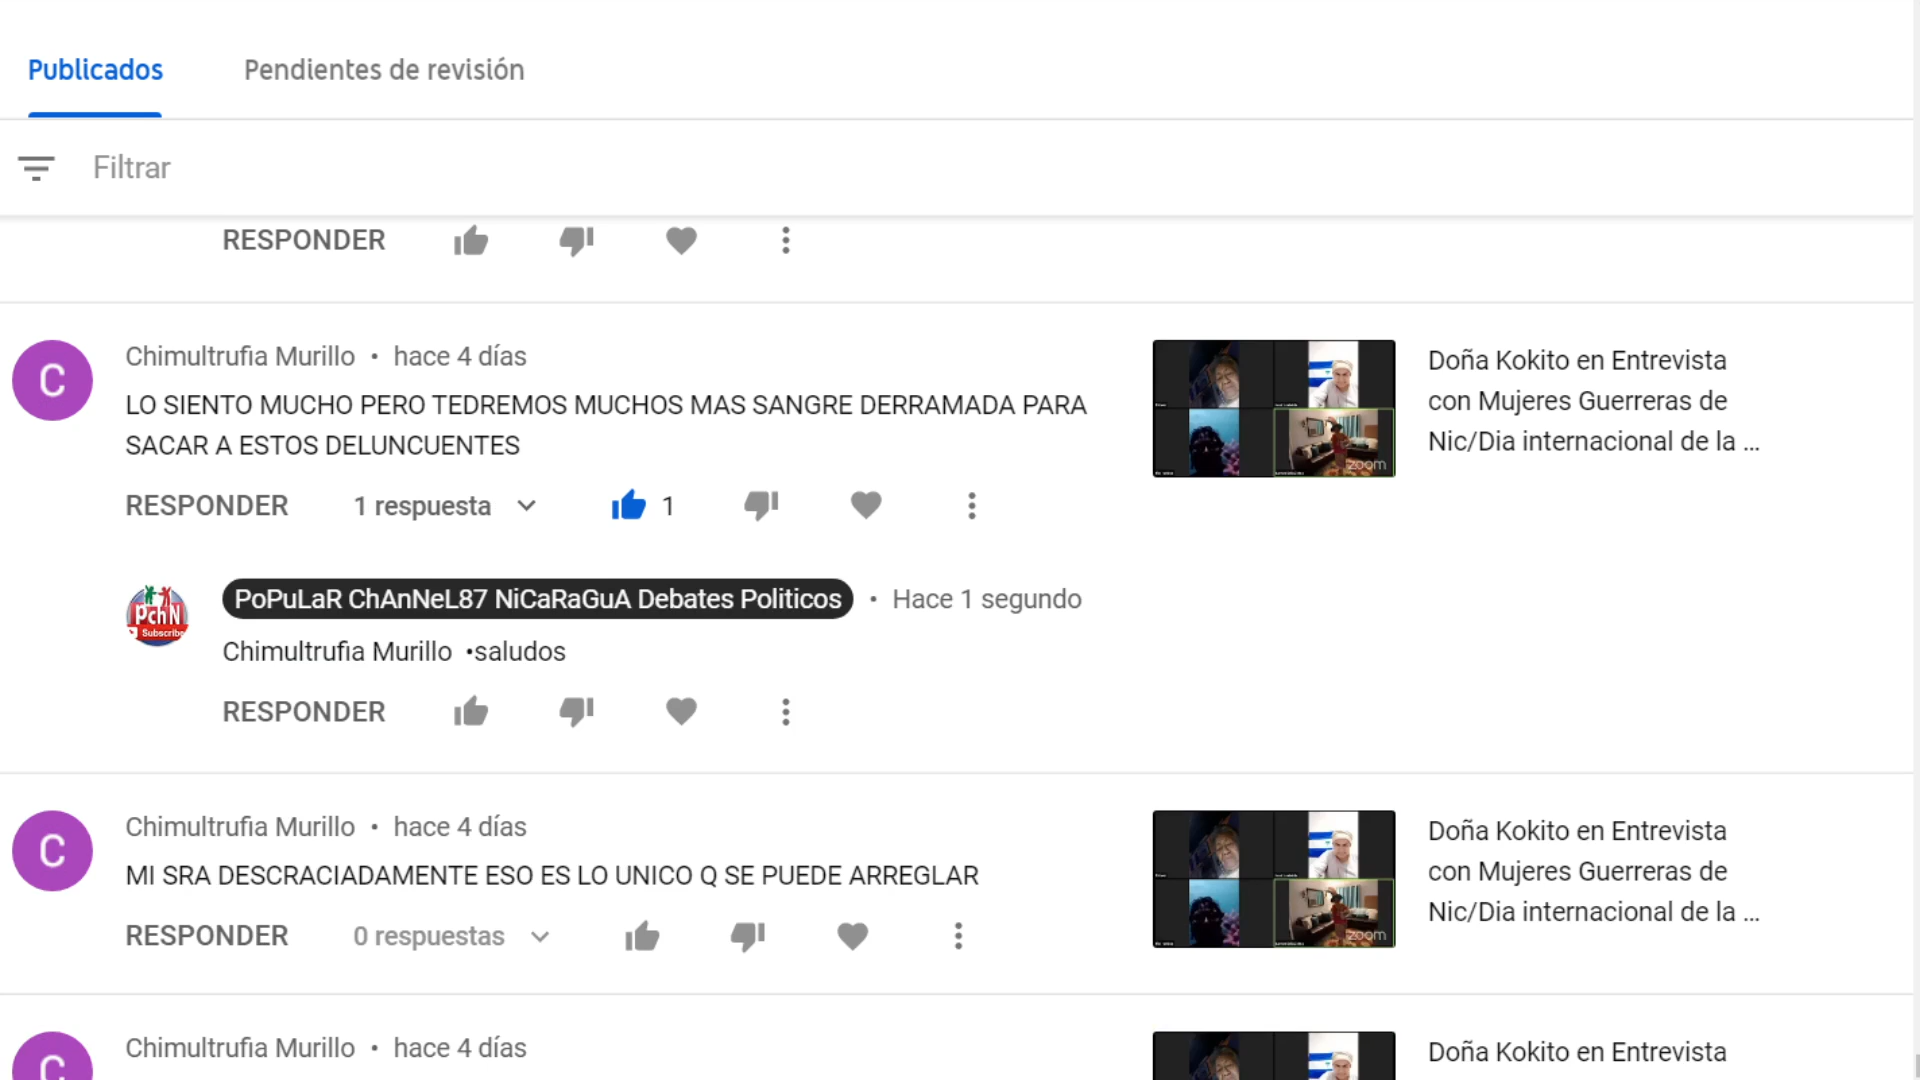 Publicados
Pendientes de revisión
Filtrar
RESPONDER
C
Chimultrufia Murillo • hace 4 días
LO SIENTO MUCHO PERO TEDREMOS MUCHOS MAS SANGRE DERRAMADA PARA
SACAR A ESTOS DELUNCUENTES
RESPONDER
1 respuesta
1
zoom
Doña Kokito en Entrevista
con Mujeres Guerreras de
Nic/Dia internacional de la ...
PchN
Subscribe
PoPuLaR ChAnNeL87 NiCaRaGuA Debates Politicos • Hace 1 segundo
Chimultrufia Murillo •saludos
RESPONDER
C
Chimultrufia Murillo • hace 4 días
MI SRA DESCRACIADAMENTE ESO ES LO UNICO Q SE PUEDE ARREGLAR
RESPONDER
0 respuestas
zoom
Doña Kokito en Entrevista
con Mujeres Guerreras de
Nic/Dia internacional de la ...
C
Chimultrufia Murillo • hace 4 días
Doña Kokito en Entrevista